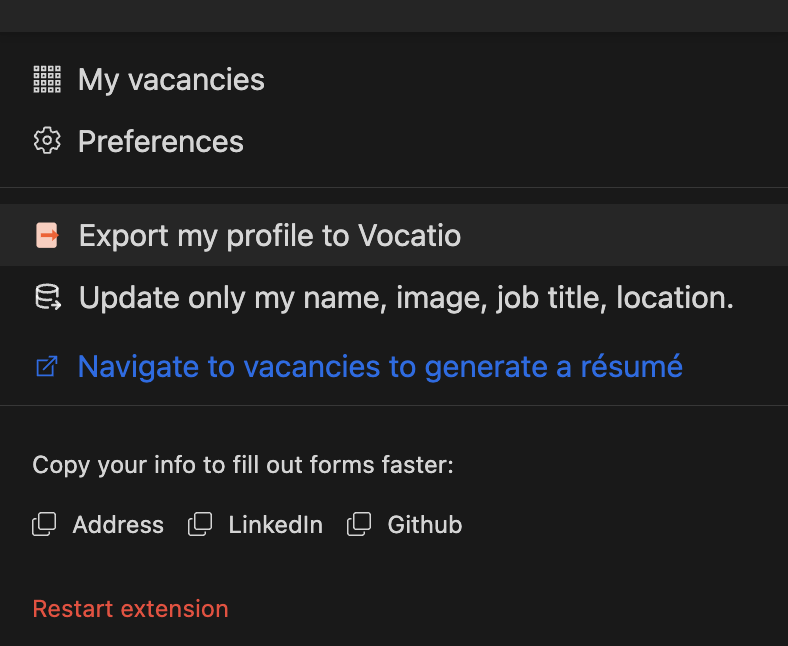 My vacancies
Preferences
Export my profile to Vocatio
Update only my name, image, job title, location.
Navigate to vacancies to generate a résumé
Copy your info to fill out forms faster:
Address LinkedIn Github
Restart extension